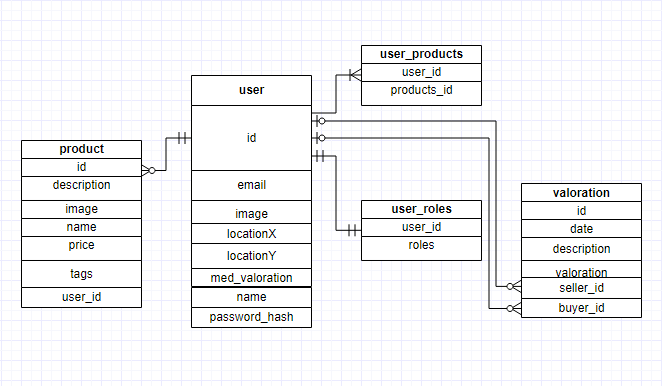 user_products
user_id
products_id
user
id
email
image
locationX
locationY
med_valoration
name
password_hash
product
id
description
image
name
price
tags
user_id
user_roles
user_id
roles
valoration
id
date
description
valoration
seller_id
buyer_id